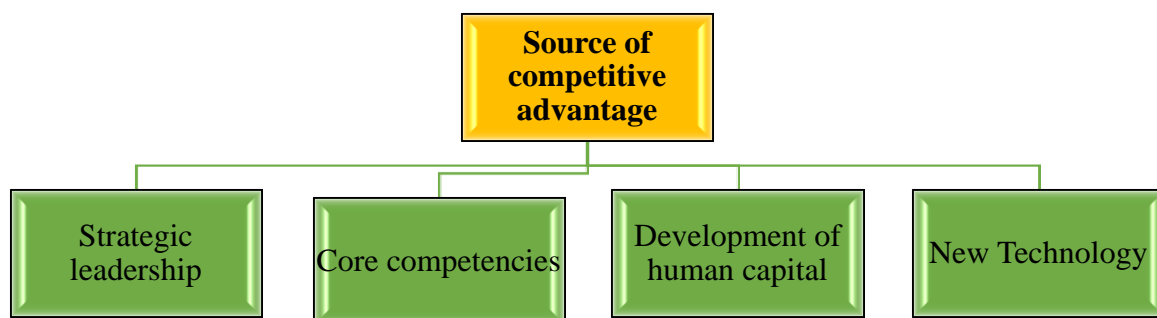 Source of
competitive
advantage
Strategic
leadership
Core competencies
Development of
human capital
New Technology